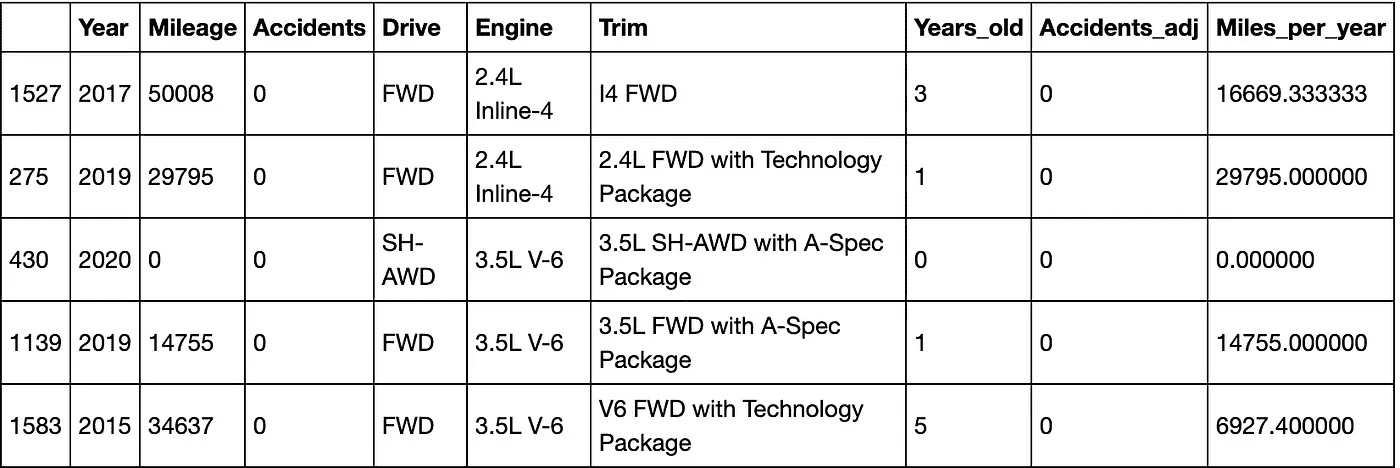 Year Mileage Accidents Drive Engine Trim Years_old Accidents_adj Miles_per_year
1527 2017 50008 0 FWD 2.4L Inline-4 I4 FWD 3 0 16669.333333
275 2019 29795 0 FWD 2.4L Inline-4 2.4L FWD with Technology Package 1 0 29795.000000
430 2020 0 0 SH-AWD 3.5L V-6 3.5L SH-AWD with A-Spec Package 0 0 0.000000
1139 2019 14755 0 FWD 3.5L V-6 3.5L FWD with A-Spec Package 1 0 14755.000000
1583 2015 34637 0 FWD 3.5L V-6 V6 FWD with Technology Package 5 0 6927.400000